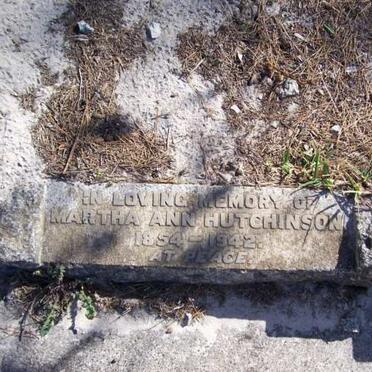 IN LOVING MEMORY OF
MARTHA ANN HUTCHINSON
1854 – 1942.
AT PEACE.